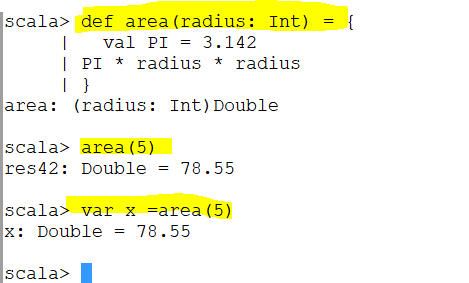 scala> def area(radius: Int) = {
     |   val PI = 3.142
     | PI * radius * radius
     | }
area: (radius: Int)Double
scala> area(5)
res42: Double = 78.55
scala> var x =area(5)
x: Double = 78.55
scala>